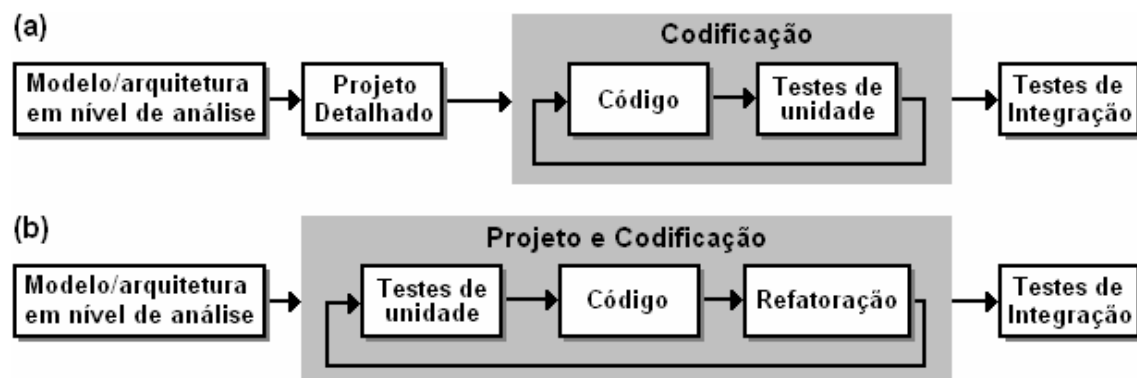 (a)
Codificação
Modelo/arquitetura
em nível de análise
Projeto
Detalhado
Código
Testes de
unidade
Testes de
Integração
(b)
Projeto e Codificação
Modelo/arquitetura
em nível de análise
Testes de
unidade
Código
Refatoração
Testes de
Integração